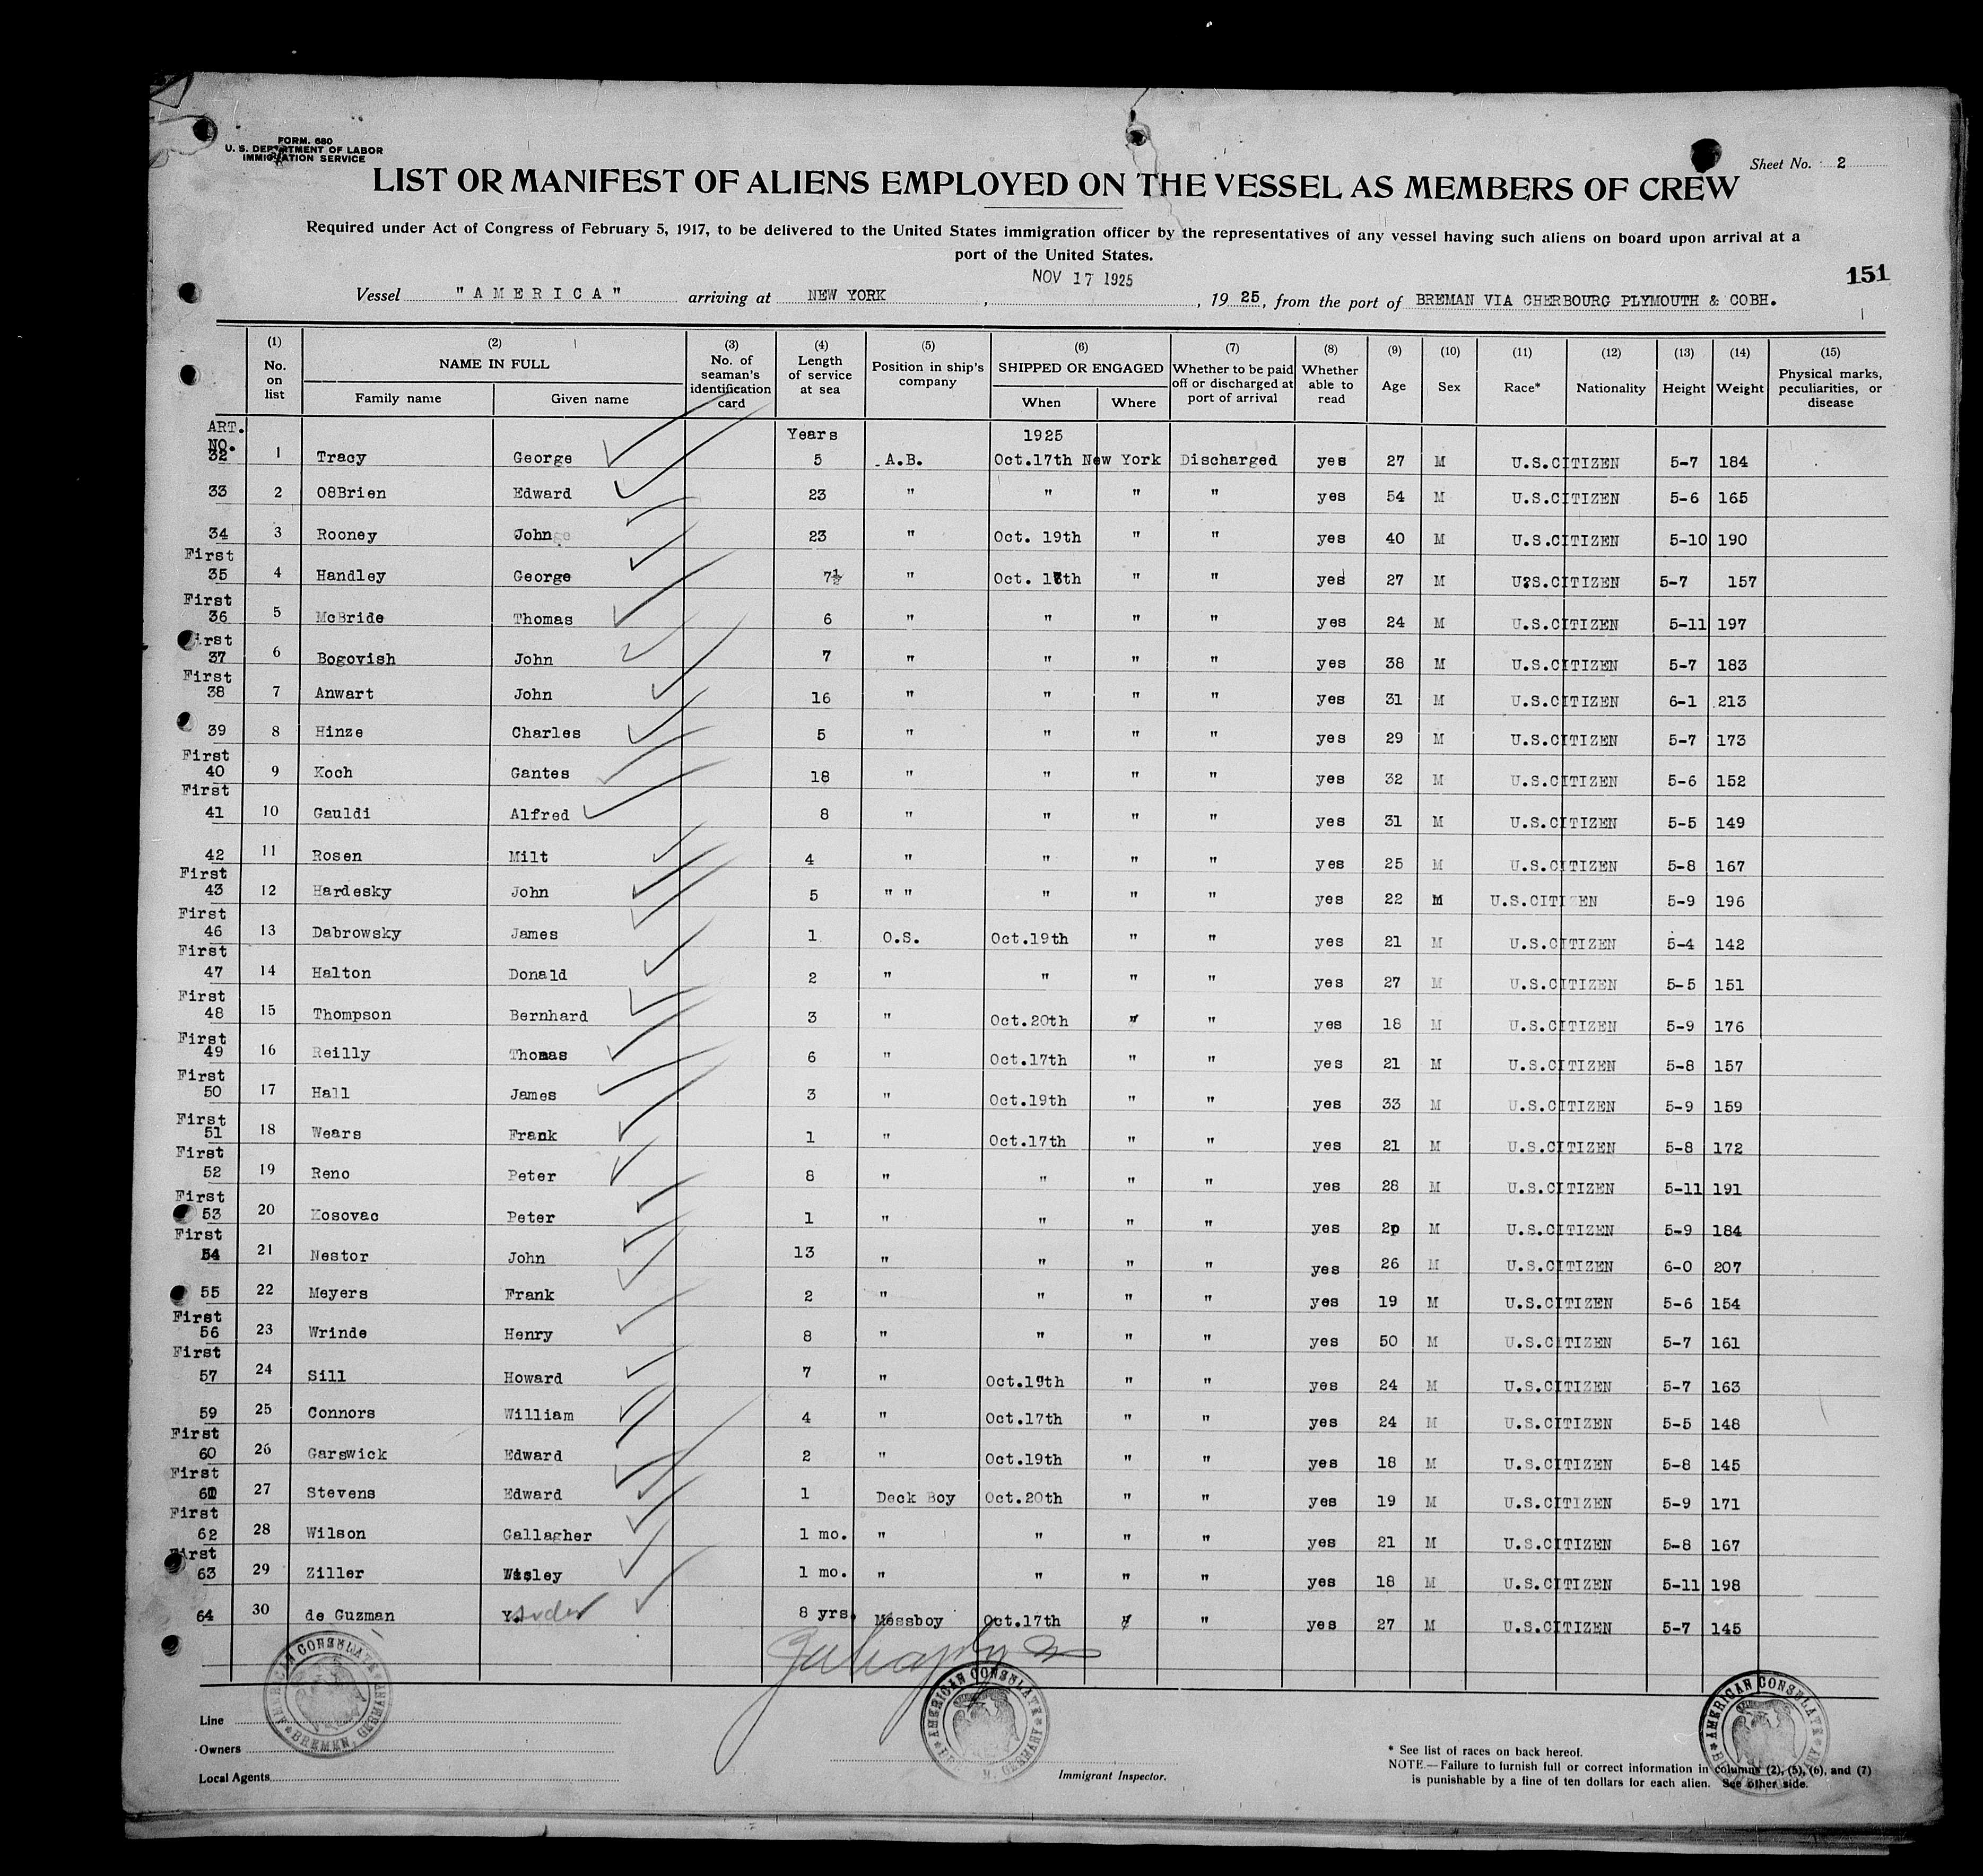 FORM. 680
U. S. DEPARTMENT OF LABOR
IMMIGRATION SERVICE
Sheet No. 2
LIST OR MANIFEST OF ALIENS EMPLOYED ON THE VESSEL AS MEMBERS OF CREW
Required under Act of Congress of February 5, 1917, to be delivered to the United States immigration officer by the representatives of any vessel having such aliens on board upon arrival at a
port of the United States.
NOV 17 1925
151
Vessel "AMERICA" arriving at NEW YORK, , 19 25, from the port of BREMAN VIA CHERBOURG PLYMOUTH & COBH.
(1) (2) (3) (4) (5) (6) (7) (8) (9) (10) (11) (12) (13) (14) (15)
No. on list NAME IN FULL Family name Given name No. of seaman's identification card Length of service at sea Position in ship's company SHIPPED OR ENGAGED When Where Whether to be paid off or discharged at port of arrival Whether able to read Age Sex Race* Nationality Height Weight Physical marks, peculiarities, or disease
ART. NO. Years 1925
32 1 Tracy George 5 A.B. Oct.17th New York Discharged yes 27 M U.S.CITIZEN 5-7 184
33 2 O8Brien Edward 23 " " " " yes 54 M U.S.CITIZEN 5-6 165
34 3 Rooney John 23 " Oct. 19th " " yes 40 M U.S.CITIZEN 5-10 190
First
35 4 Handley George 7½ " Oct. 17th " " yes 27 M U?S.CITIZEN 5-7 157
First
36 5 McBride Thomas 6 " " " " yes 24 M U.S.CITIZEN 5-11 197
First
37 6 Bogovish John 7 " " " " yes 38 M U.S.CITIZEN 5-7 183
First
38 7 Anwart John 16 " " " " yes 31 M U.S.CITIZEN 6-1 213
39 8 Hinze Charles 5 " " " " yes 29 M U.S.CITIZEN 5-7 173
First
40 9 Koch Gantes 18 " " " " yes 32 M U.S.CITIZEN 5-6 152
First
41 10 Gauldi Alfred 8 " " " " yes 31 M U.S.CITIZEN 5-5 149
42 11 Rosen Milt 4 " " " " yes 25 M U.S.CITIZEN 5-8 167
First
43 12 Hardesky John 5 " " " " " yes 22 M U.S.CITIZEN 5-9 196
First
46 13 Dabrowsky James 1 O.S. Oct.19th " " yes 21 M U.S.CITIZEN 5-4 142
First
47 14 Halton Donald 2 " " " " yes 27 M U.S.CITIZEN 5-5 151
First
48 15 Thompson Bernhard 3 " Oct.20th " " yes 18 M U.S.CITIZEN 5-9 176
First
49 16 Reilly Thomas 6 " Oct.17th " " yes 21 M U.S.CITIZEN 5-8 157
First
50 17 Hall James 3 " Oct.19th " " yes 33 M U.S.CITIZEN 5-9 159
First
51 18 Wears Frank 1 " Oct.17th " " yes 21 M U.S.CITIZEN 5-8 172
First
52 19 Reno Peter 8 " " " " yes 28 M U.S.CITIZEN 5-11 191
First
53 20 Kosovac Peter 1 " " " " yes 2p M U.S.CITIZEN 5-9 184
First
54 21 Nestor John 13 " " " " yes 26 M U.S.CITIZEN 6-0 207
55 22 Meyers Frank 2 " " " " yes 19 M U.S.CITIZEN 5-6 154
First
56 23 Wrinde Henry 8 " " " " yes 50 M U.S.CITIZEN 5-7 161
First
57 24 Sill Howard 7 " Oct.19th " " yes 24 M U.S.CITIZEN 5-7 163
59 25 Connors William 4 " Oct.17th " " yes 24 M U.S.CITIZEN 5-5 148
First
60 26 Garswick Edward 2 " Oct.19th " " yes 18 M U.S.CITIZEN 5-8 145
First
61 27 Stevens Edward 1 Deck Boy Oct.20th " " yes 19 M U.S.CITIZEN 5-9 171
First
62 28 Wilson Gallagher 1 mo. " " " " yes 21 M U.S.CITIZEN 5-8 167
First
63 29 Ziller Wesley 1 mo. " " " " yes 18 M U.S.CITIZEN 5-11 198
64 30 de Guzman Y. 8 yrs. Messboy Oct.17th " " yes 27 M U.S.CITIZEN 5-7 145
AMERICAN CONSULATE BREMEN, GERMANY
AMERICAN CONSULATE GERMANY
AMERICAN CONSULATE
Line
Owners
Local Agents
Immigrant Inspector.
* See list of races on back hereof.
NOTE.—Failure to furnish full or correct information in columns (2), (5), (6), and (7)
is punishable by a fine of ten dollars for each alien. See other side.